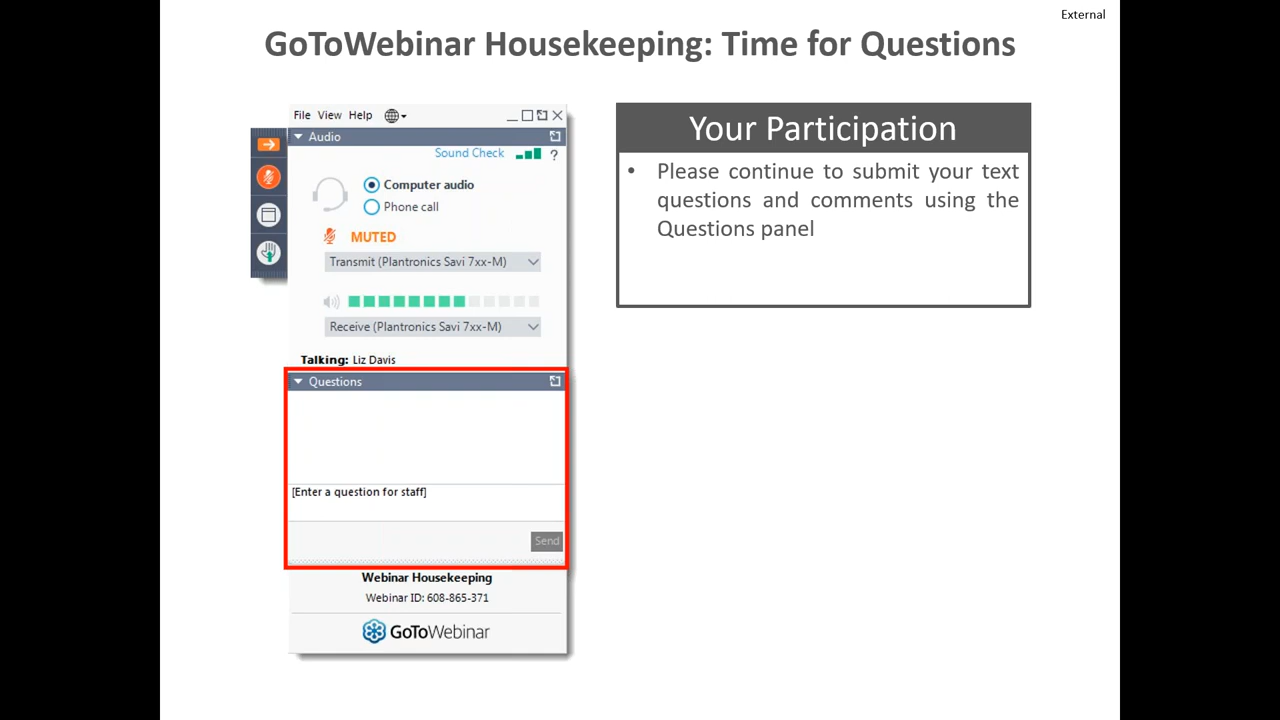 External
GoToWebinar Housekeeping: Time for Questions
File View Help
Audio
Sound Check ?
Computer audio
Phone call
MUTED
Transmit (Plantronics Savi 7xx-M)
Receive (Plantronics Savi 7xx-M)
Talking: Liz Davis
Questions
[Enter a question for staff]
Send
Webinar Housekeeping
Webinar ID: 608-865-371
GoToWebinar
Your Participation
• Please continue to submit your text
questions and comments using the
Questions panel